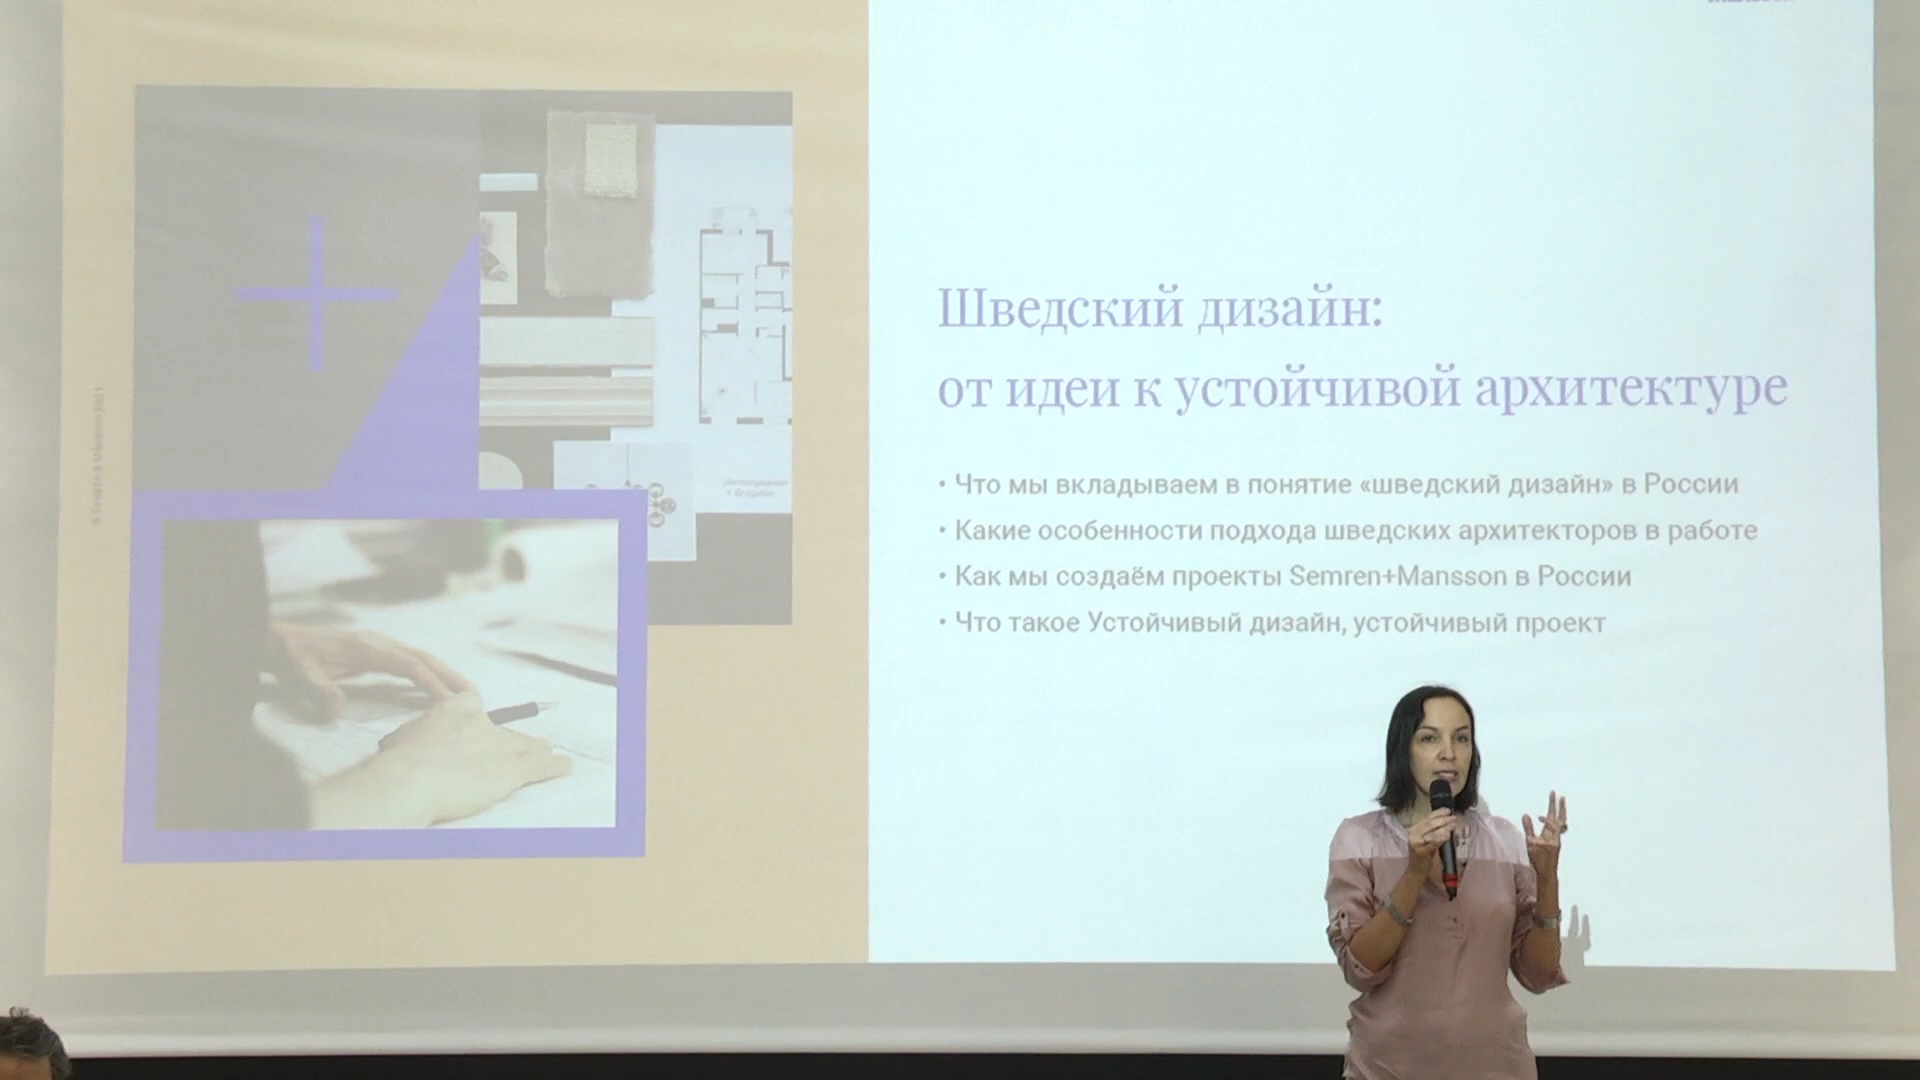 Шведский дизайн:
от идеи к устойчивой архитектуре
• Что мы вкладываем в понятие «шведский дизайн» в России
• Какие особенности подхода шведских архитекторов в работе
• Как мы создаём проекты Semren+Mansson в России
• Что такое Устойчивый дизайн, устойчивый проект